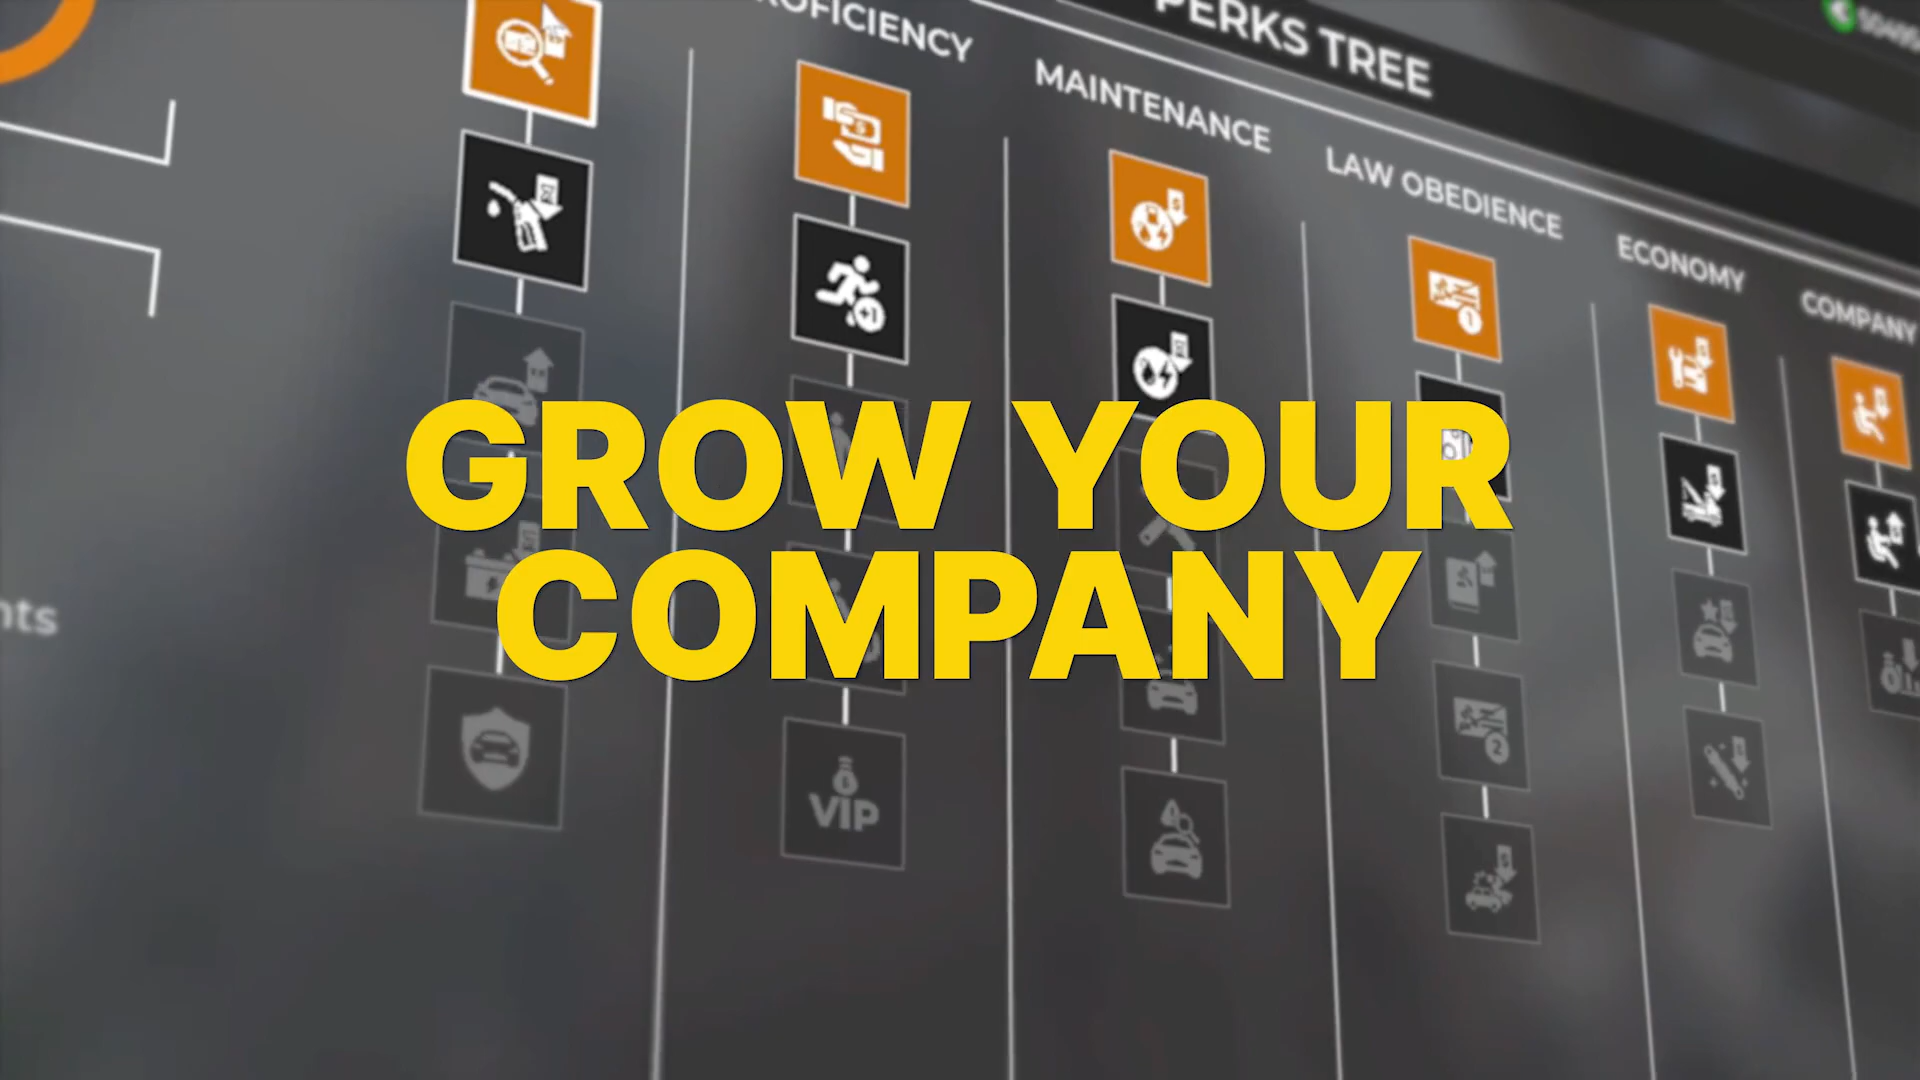 PERKS TREE
MAINTENANCE
LAW OBEDIENCE
ECONOMY
COMPANY
GROW YOUR
COMPANY
VIP